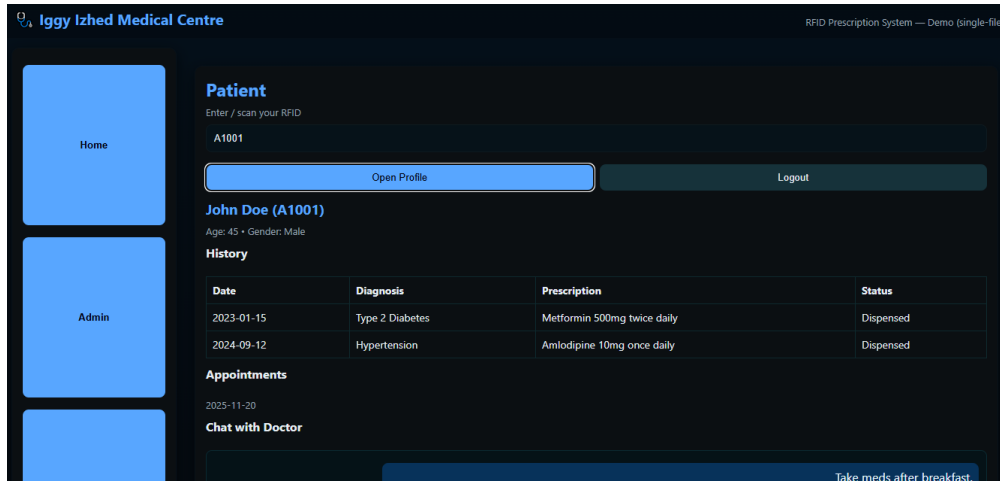 Iggy Izhed Medical Centre
RFID Prescription System — Demo (single-file
Home
Admin
Patient
Enter / scan your RFID
A1001
Open Profile Logout
John Doe (A1001)
Age: 45 • Gender: Male
History
Date Diagnosis Prescription Status
2023-01-15 Type 2 Diabetes Metformin 500mg twice daily Dispensed
2024-09-12 Hypertension Amlodipine 10mg once daily Dispensed
Appointments
2025-11-20
Chat with Doctor
Take meds after breakfast.